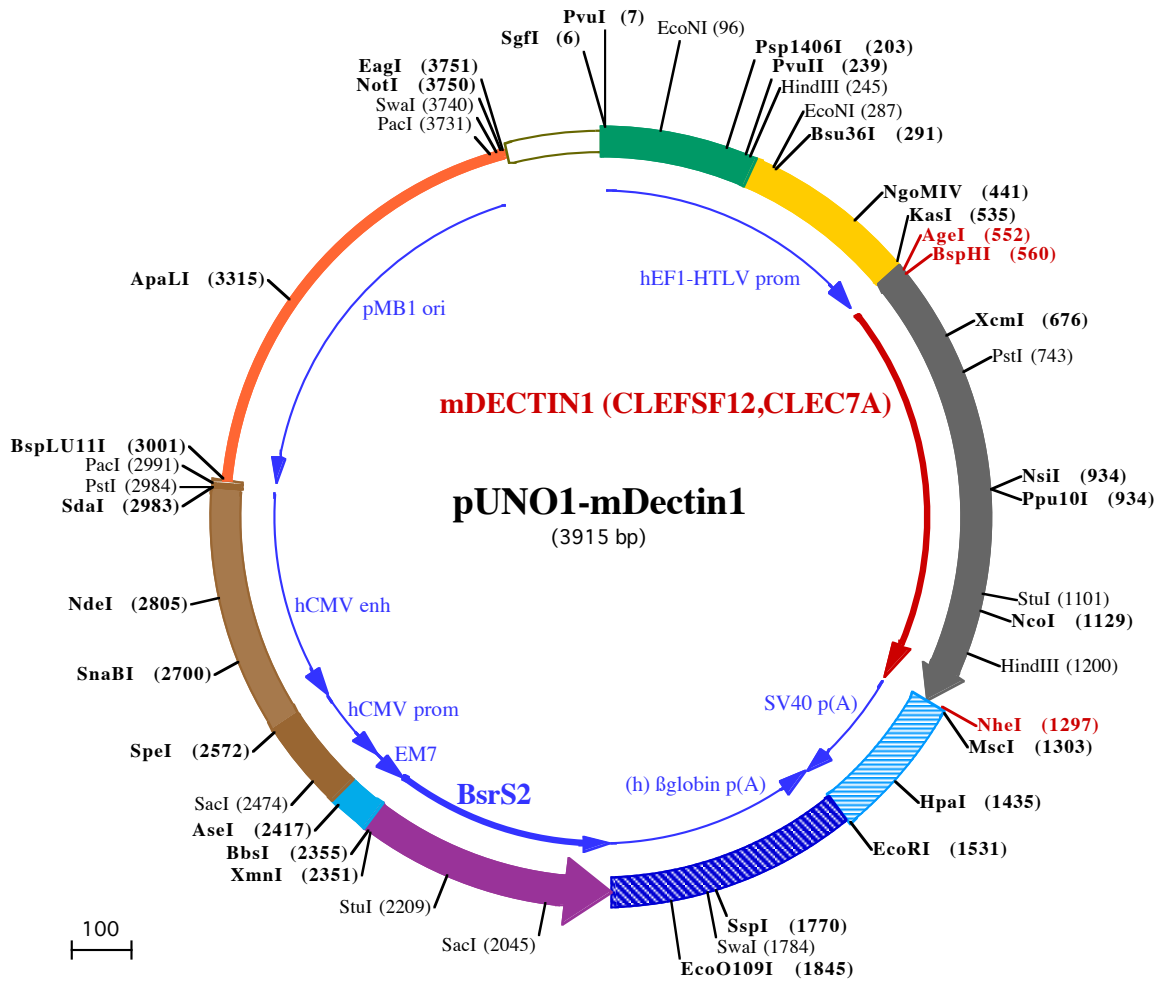 PvuI (7)
SgfI (6)
EcoNI (96)
Psp1406I (203)
PvuII (239)
HindIII (245)
EcoNI (287)
Bsu36I (291)
NgoMIV (441)
KasI (535)
AgeI (552)
BspHI (560)
XcmI (676)
PstI (743)
NsiI (934)
Ppu10I (934)
StuI (1101)
NcoI (1129)
HindIII (1200)
NheI (1297)
MscI (1303)
HpaI (1435)
EcoRI (1531)
SspI (1770)
SwaI (1784)
EcoO109I (1845)
SacI (2045)
StuI (2209)
XmnI (2351)
BbsI (2355)
AseI (2417)
SacI (2474)
SpeI (2572)
SnaBI (2700)
NdeI (2805)
SdaI (2983)
PstI (2984)
PacI (2991)
BspLU11I (3001)
ApaLI (3315)
PacI (3731)
SwaI (3740)
NotI (3750)
EagI (3751)
hEF1-HTLV prom
pMB1 ori
mDECTIN1 (CLEFSF12,CLEC7A)
pUNO1-mDectin1
(3915 bp)
hCMV enh
hCMV prom
EM7
BsrS2
SV40 p(A)
(h) ßglobin p(A)
100